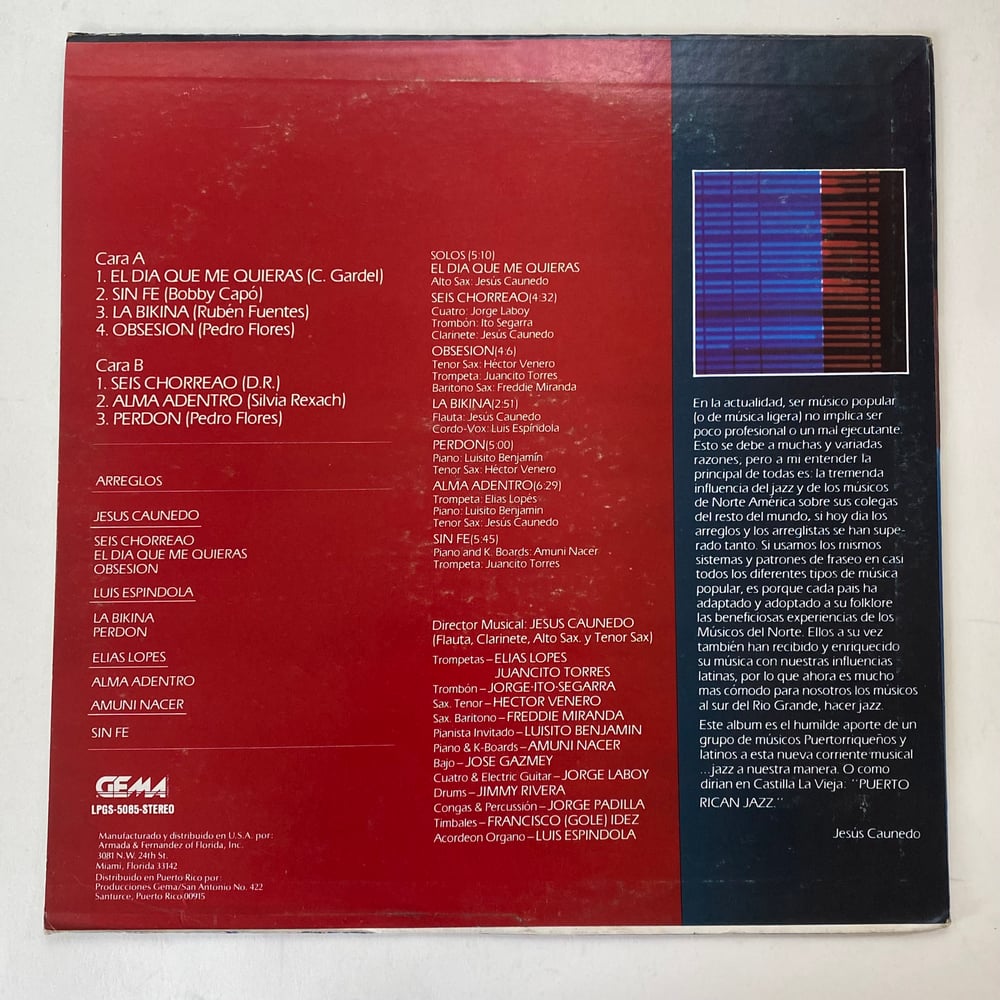 Cara A
1. EL DIA QUE ME QUIERAS (C. Gardel)
2. SIN FE (Bobby Capó)
3. LA BIKINA (Rubén Fuentes)
4. OBSESION (Pedro Flores)
Cara B
1. SEIS CHORREAO (D.R.)
2. ALMA ADENTRO (Silvia Rexach)
3. PERDON (Pedro Flores)
ARREGLOS
JESUS CAUNEDO
SEIS CHORREAO
EL DIA QUE ME QUIERAS
OBSESION
LUIS ESPINDOLA
LA BIKINA
PERDON
ELIAS LOPES
ALMA ADENTRO
AMUNI NACER
SIN FE
GEMA
LPGS-5085-STEREO
Manufacturado y distribuido en U.S.A. por:
Armada & Fernandez of Florida, Inc.
3081 N.W. 24th St.
Miami, Florida 33142
Distribuido en Puerto Rico por:
Producciones Gema/San Antonio No. 422
Santurce, Puerto Rico 00915
SOLOS (5:10)
EL DIA QUE ME QUIERAS
Alto Sax: Jesús Caunedo
SEIS CHORREAO(4:32)
Cuatro: Jorge Laboy
Trombón: Ito Segarra
Clarinete: Jesús Caunedo
OBSESION(4:6)
Tenor Sax: Héctor Venero
Trompeta: Juancito Torres
Baritono Sax: Freddie Miranda
LA BIKINA(2:51)
Flauta: Jesús Caunedo
Cordo-Vox: Luis Espíndola
PERDON(5:00)
Piano: Luisito Benjamín
Tenor Sax: Héctor Venero
ALMA ADENTRO(6:29)
Trompeta: Elias Lopés
Piano: Luisito Benjamin
Tenor Sax: Jesús Caunedo
SIN FE(5:45)
Piano and K. Boards: Amuni Nacer
Trompeta: Juancito Torres
Director Musical: JESUS CAUNEDO
(Flauta, Clarinete, Alto Sax. y Tenor Sax)
Trompetas – ELIAS LOPES
JUANCITO TORRES
Trombón – JORGE-ITO-SEGARRA
Sax. Tenor – HECTOR VENERO
Sax. Baritono – FREDDIE MIRANDA
Pianista Invitado – LUISITO BENJAMIN
Piano & K-Boards – AMUNI NACER
Bajo – JOSE GAZMEY
Cuatro & Electric Guitar – JORGE LABOY
Drums – JIMMY RIVERA
Congas & Percusión – JORGE PADILLA
Timbales – FRANCISCO (GOLE) IDEZ
Acordeon Organo – LUIS ESPINDOLA
En la actualidad, ser músico popular
(o de música ligera) no implica ser
poco profesional o un mal ejecutante.
Esto se debe a muchas y variadas
razones, pero a mi entender la
principal de todas es: la tremenda
influencia del jazz y de los músicos
de Norte América sobre sus colegas
del resto del mundo, si hoy dia los
arreglos y los arreglistas se han supe-
rado tanto. Si usamos los mismos
sistemas y patrones de fraseo en casi
todos los diferentes tipos de música
popular, es porque cada pais ha
adaptado y adoptado a su folklore
las beneficiosas experiencias de los
Músicos del Norte. Ellos a su vez
también han recibido y enriquecido
su música con nuestras influencias
latinas, por lo que ahora es mucho
mas cómodo para nosotros los músicos
al sur del Rio Grande, hacer jazz.
Este album es el humilde aporte de un
grupo de músicos Puertorriqueños y
latinos a esta nueva corriente musical
...jazz a nuestra manera. O como
dirian en Castilla La Vieja: "PUERTO
RICAN JAZZ."
Jesús Caunedo